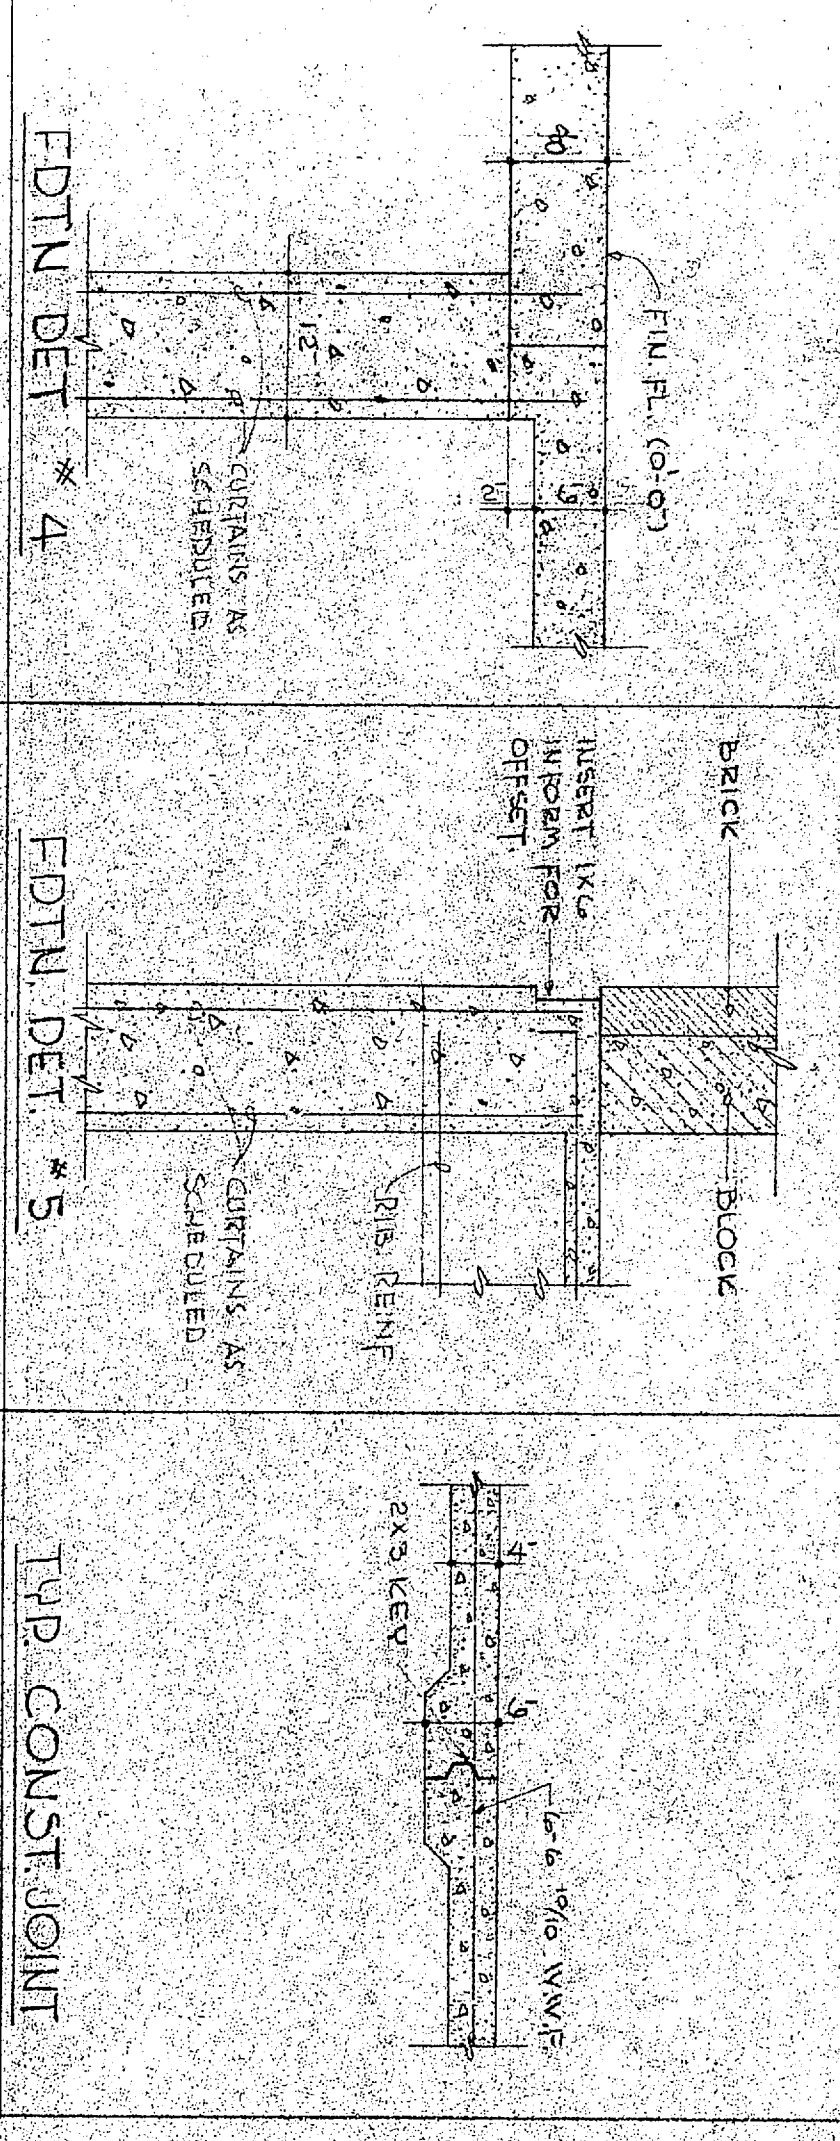 FIN. FL. (0'-0")
8"
6"
2"
12"
CURTAINS AS
SCHEDULED
FDTN DET # 4
BRICK
BLOCK
INSERT 1x6
IN FORM FOR
OFFSET.
RIB REINF
CURTAINS AS
SCHEDULED
FDTN. DET. # 5
6-6 10/10 W.W.F.
4"
6"
2x3 KEY
TYP. CONST. JOINT